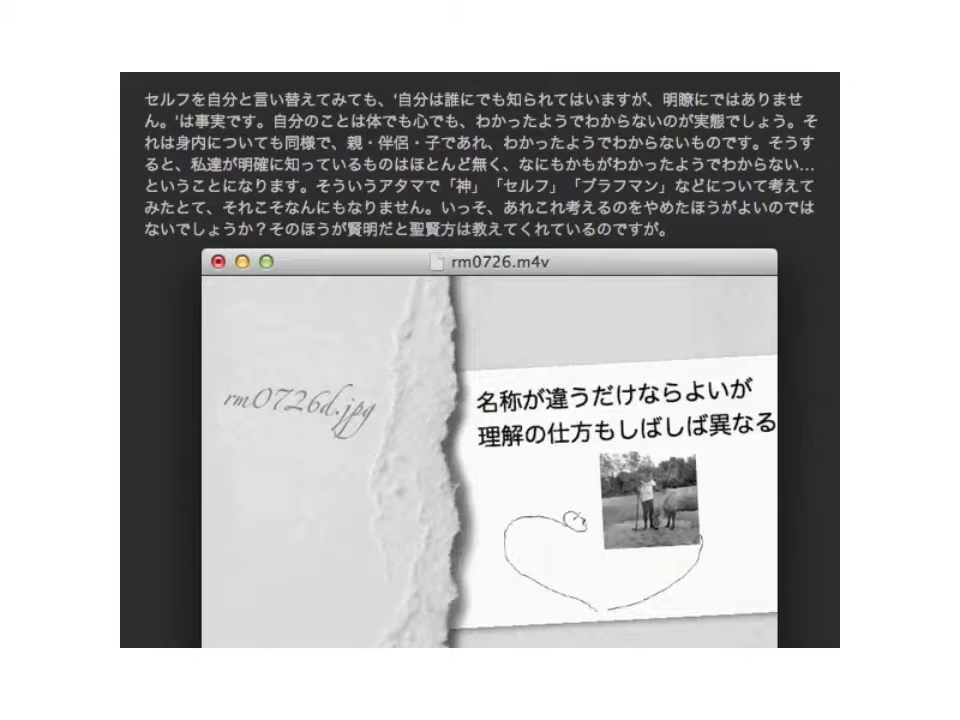 セルフを自分と言い替えてみても、‘自分は誰にでも知られてはいますが、明瞭にではありませ
ん。’は事実です。自分のことは体でも心でも、わかったようでわからないのが実態でしょう。そ
れは身内についても同様で、親・伴侶・子であれ、わかったようでわからないものです。そうす
ると、私達が明確に知っているものはほとんど無く、なにもかもがわかったようでわからない…
ということになります。そういうアタマで「神」「セルフ」「ブラフマン」などについて考えて
みたとて、それこそなんにもなりません。いっそ、あれこれ考えるのをやめたほうがよいのでは
ないでしょうか？そのほうが賢明だと聖賢方は教えてくれているのですが。
rm0726.m4v
rm0726d.jpg
名称が違うだけならよいが
理解の仕方もしばしば異なる